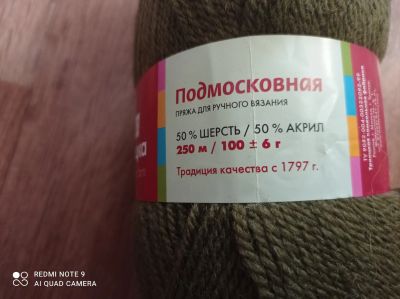 Подмосковная
ПРЯЖА ДЛЯ РУЧНОГО ВЯЗАНИЯ
50 % ШЕРСТЬ / 50 % АКРИЛ
250 м / 100 ± 6 г
Традиция качества с 1797 г.
REDMI NOTE 9
AI QUAD CAMERA